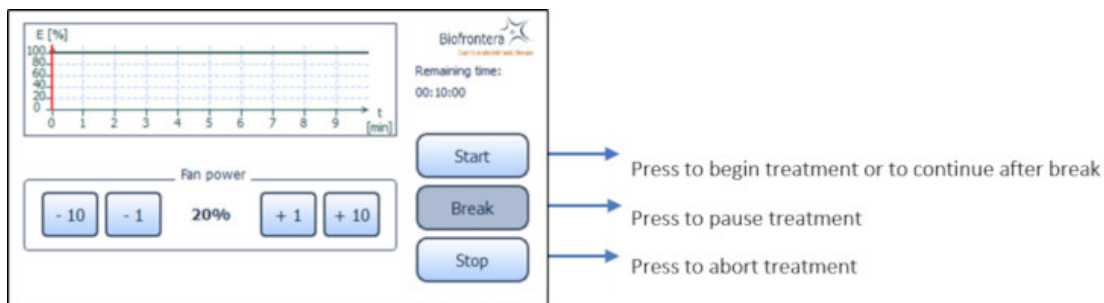 E [%]
100
80
60
40
20
0
0 1 2 3 4 5 6 7 8 9
t
[min]
Biofrontera
Remaining time:
00:10:00
Start
Break
Stop
Fan power
- 10 - 1 20% + 1 + 10
Press to begin treatment or to continue after break
Press to pause treatment
Press to abort treatment